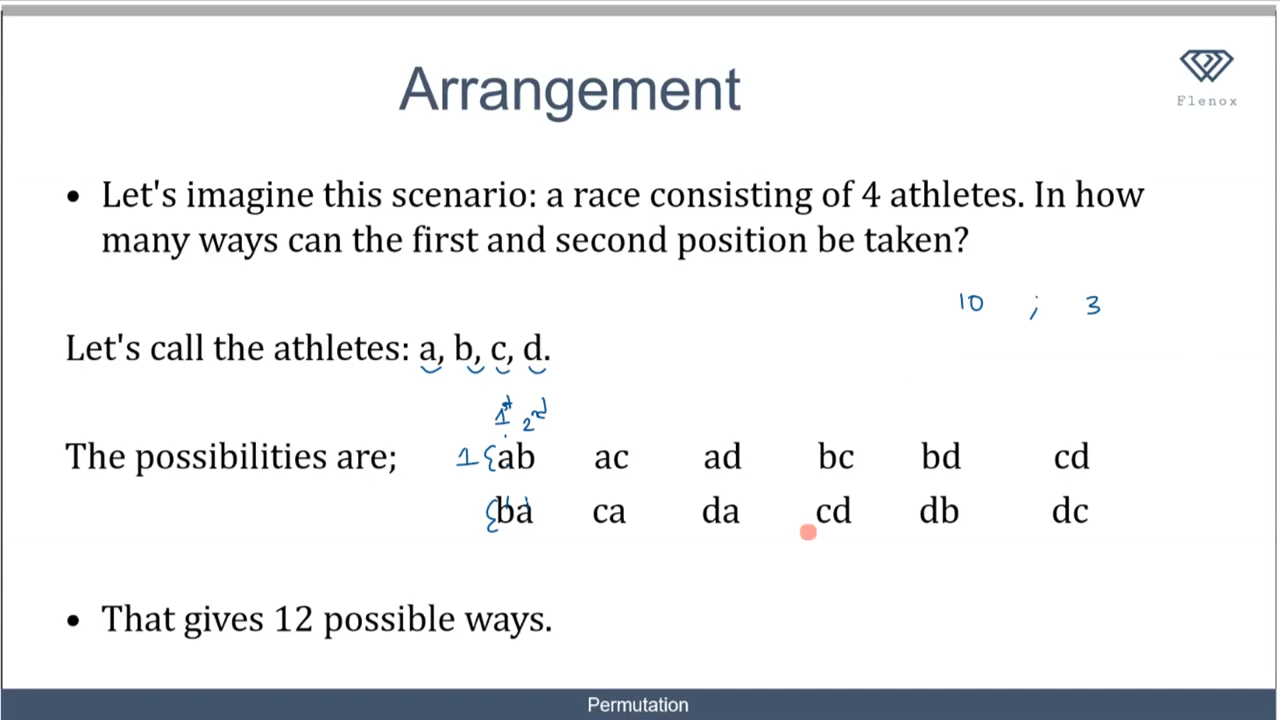 Arrangement
Flenox
• Let's imagine this scenario: a race consisting of 4 athletes. In how
many ways can the first and second position be taken?
10 ; 3
Let's call the athletes: a, b, c, d.
1st 2nd
The possibilities are; 1 { ab ac ad bc bd cd
{ ba ca da cd db dc
• That gives 12 possible ways.
Permutation